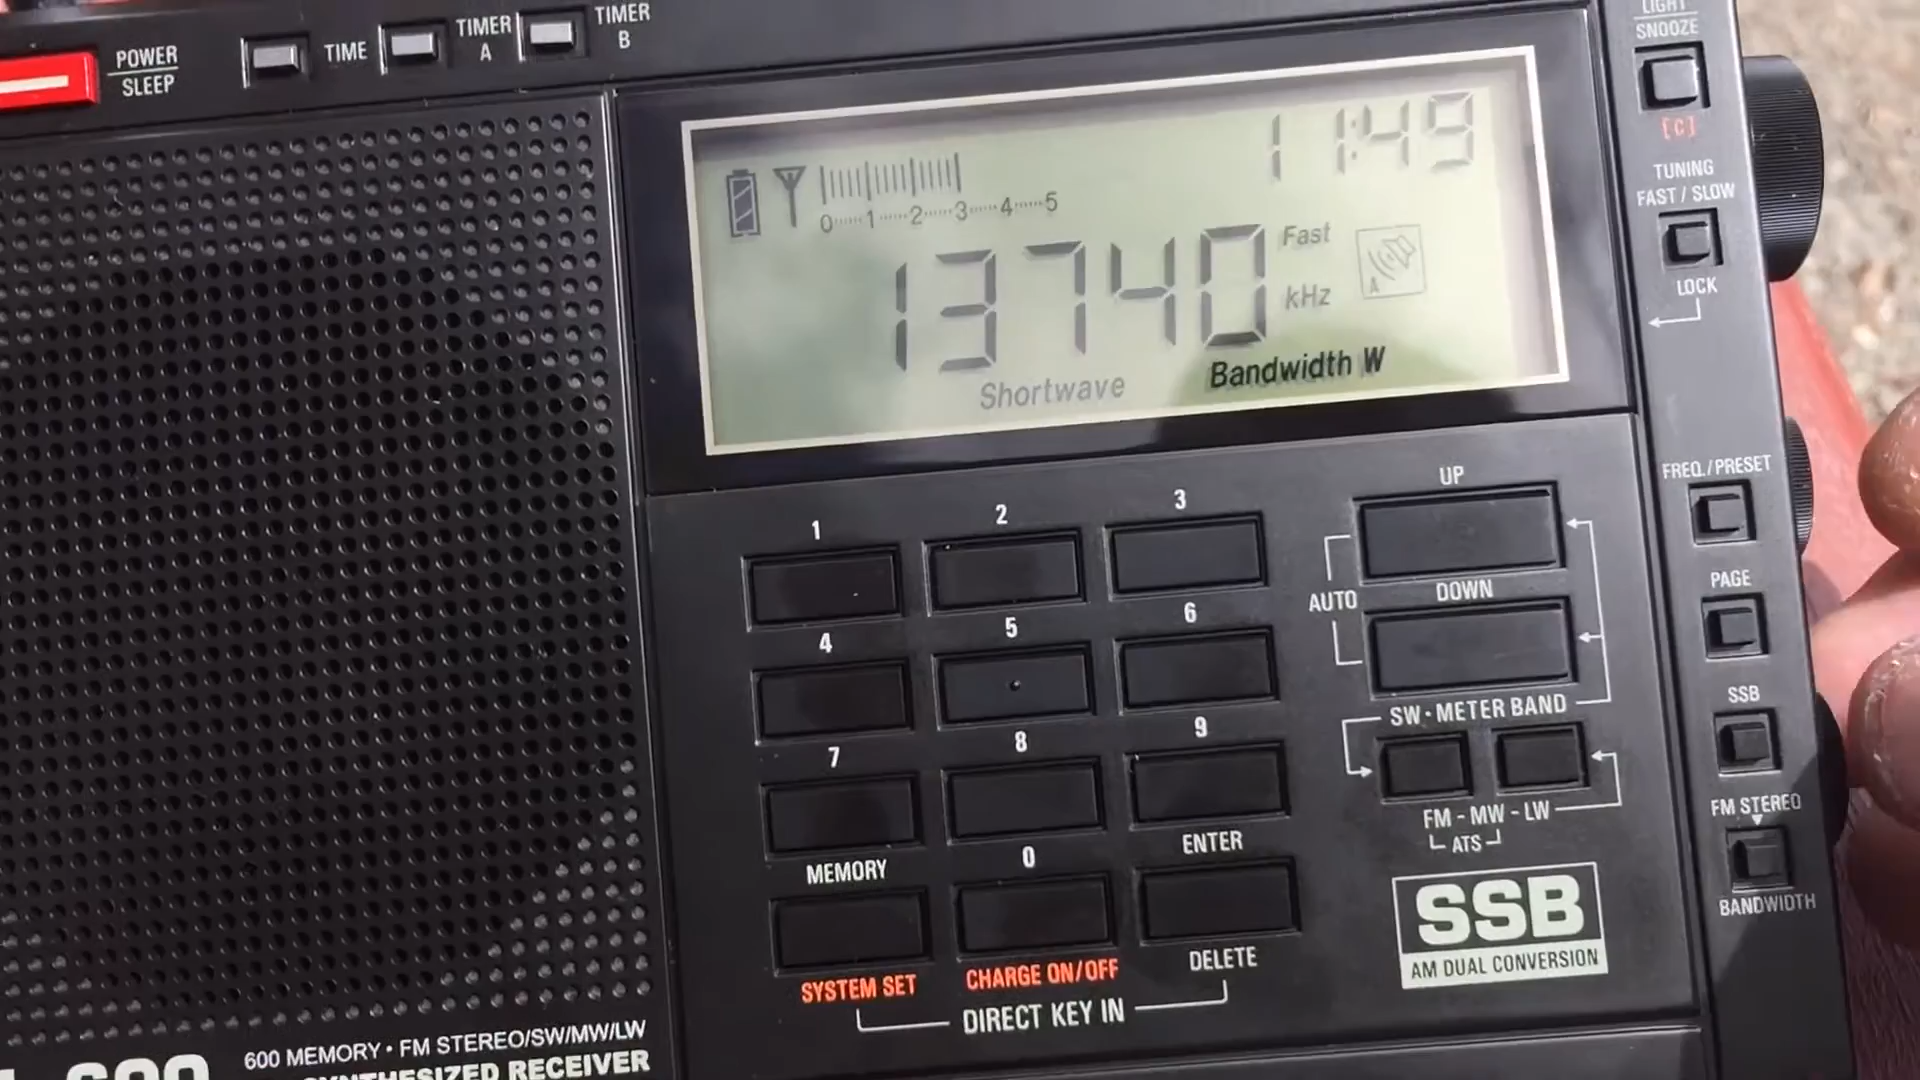 POWER
SLEEP
TIME
TIMER
A
TIMER
B
LIGHT
SNOOZE
[C]
11:49
0 1 2 3 4 5
13740
Fast
kHz
A
Shortwave
Bandwidth W
TUNING
FAST / SLOW
LOCK
1
2
3
UP
FREQ./PRESET
4
5
6
AUTO
DOWN
PAGE
7
8
9
SW•METER BAND
SSB
FM - MW - LW
ATS
FM STEREO
MEMORY
0
ENTER
SSB
AM DUAL CONVERSION
BANDWIDTH
SYSTEM SET
CHARGE ON/OFF
DELETE
DIRECT KEY IN
600 MEMORY • FM STEREO/SW/MW/LW
SYNTHESIZED RECEIVER